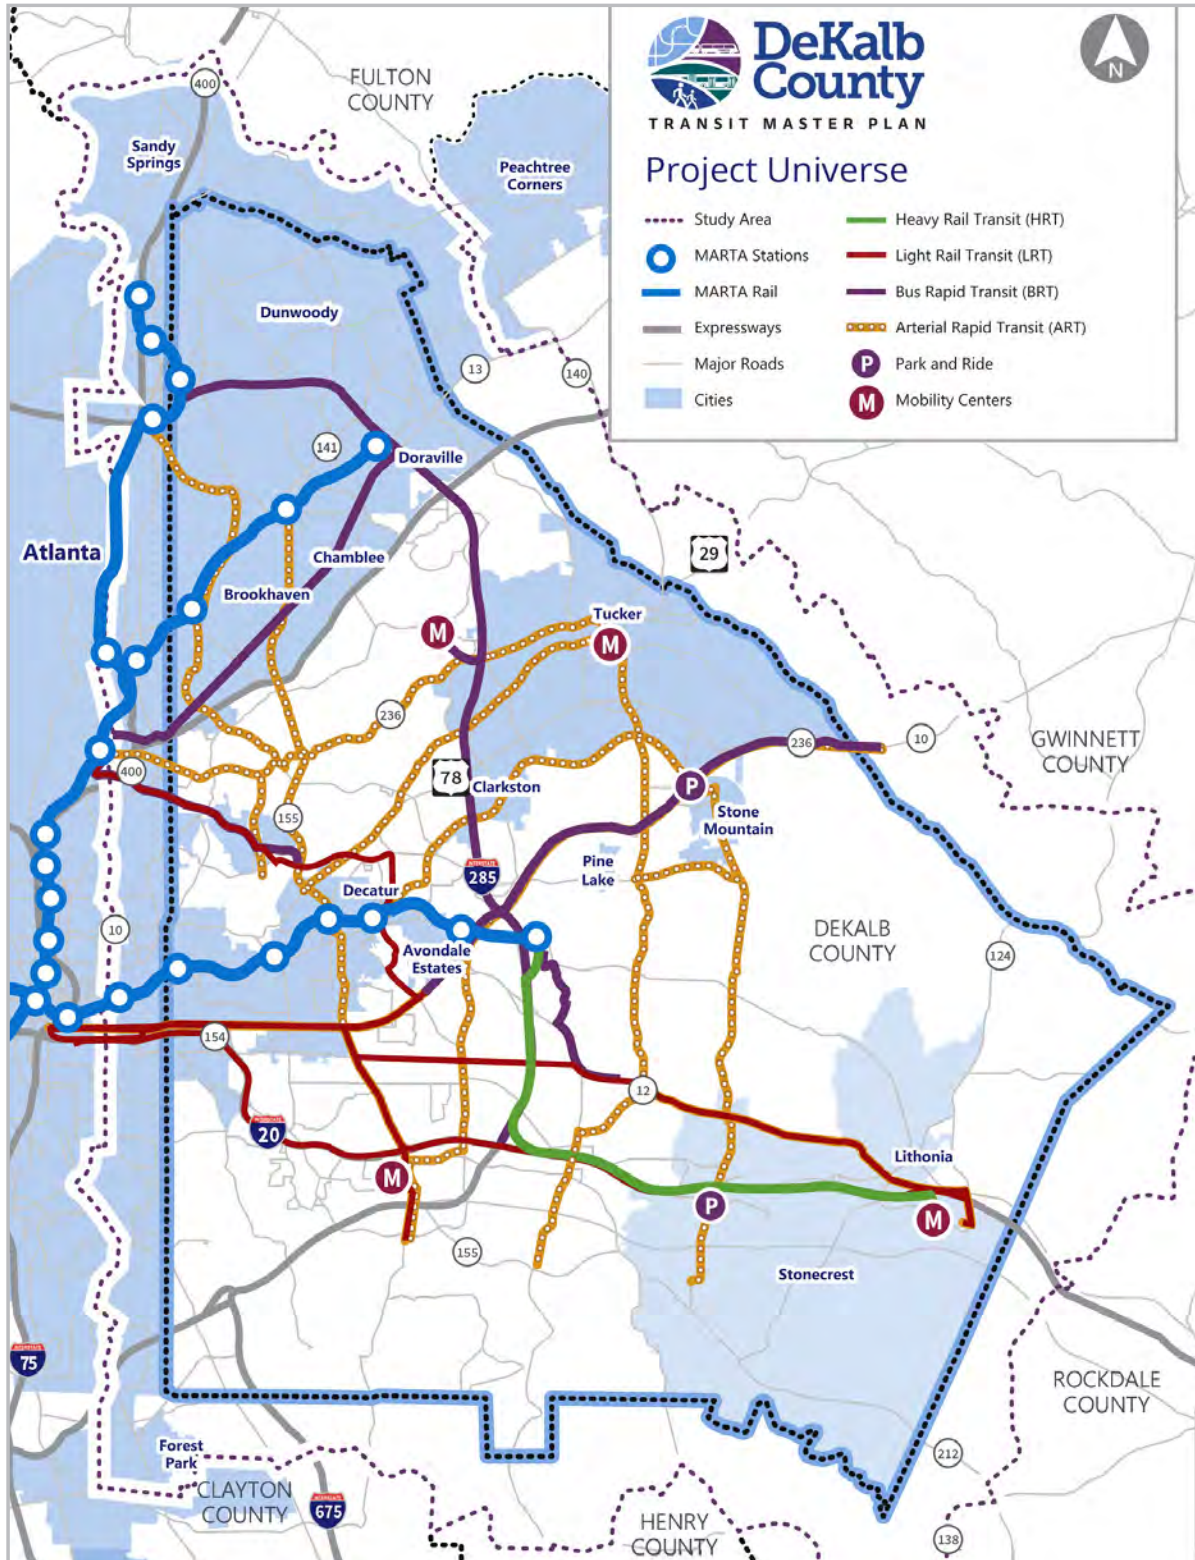 DeKalb
County
TRANSIT MASTER PLAN
N
Project Universe
Study Area
MARTA Stations
MARTA Rail
Expressways
Major Roads
Cities
Heavy Rail Transit (HRT)
Light Rail Transit (LRT)
Bus Rapid Transit (BRT)
Arterial Rapid Transit (ART)
P
Park and Ride
M
Mobility Centers
FULTON
COUNTY
400
Sandy
Springs
Peachtree
Corners
Dunwoody
13
140
141
Doraville
Atlanta
29
Chamblee
Brookhaven
Tucker
M
M
236
236
10
GWINNETT
COUNTY
400
78
Clarkston
P
155
Stone
Mountain
Pine
Lake
INTERSTATE
285
Decatur
10
DEKALB
COUNTY
Avondale
Estates
124
154
12
INTERSTATE
20
Lithonia
M
P
M
155
Stonecrest
INTERSTATE
75
ROCKDALE
COUNTY
Forest
Park
212
CLAYTON
COUNTY
INTERSTATE
675
HENRY
COUNTY
138